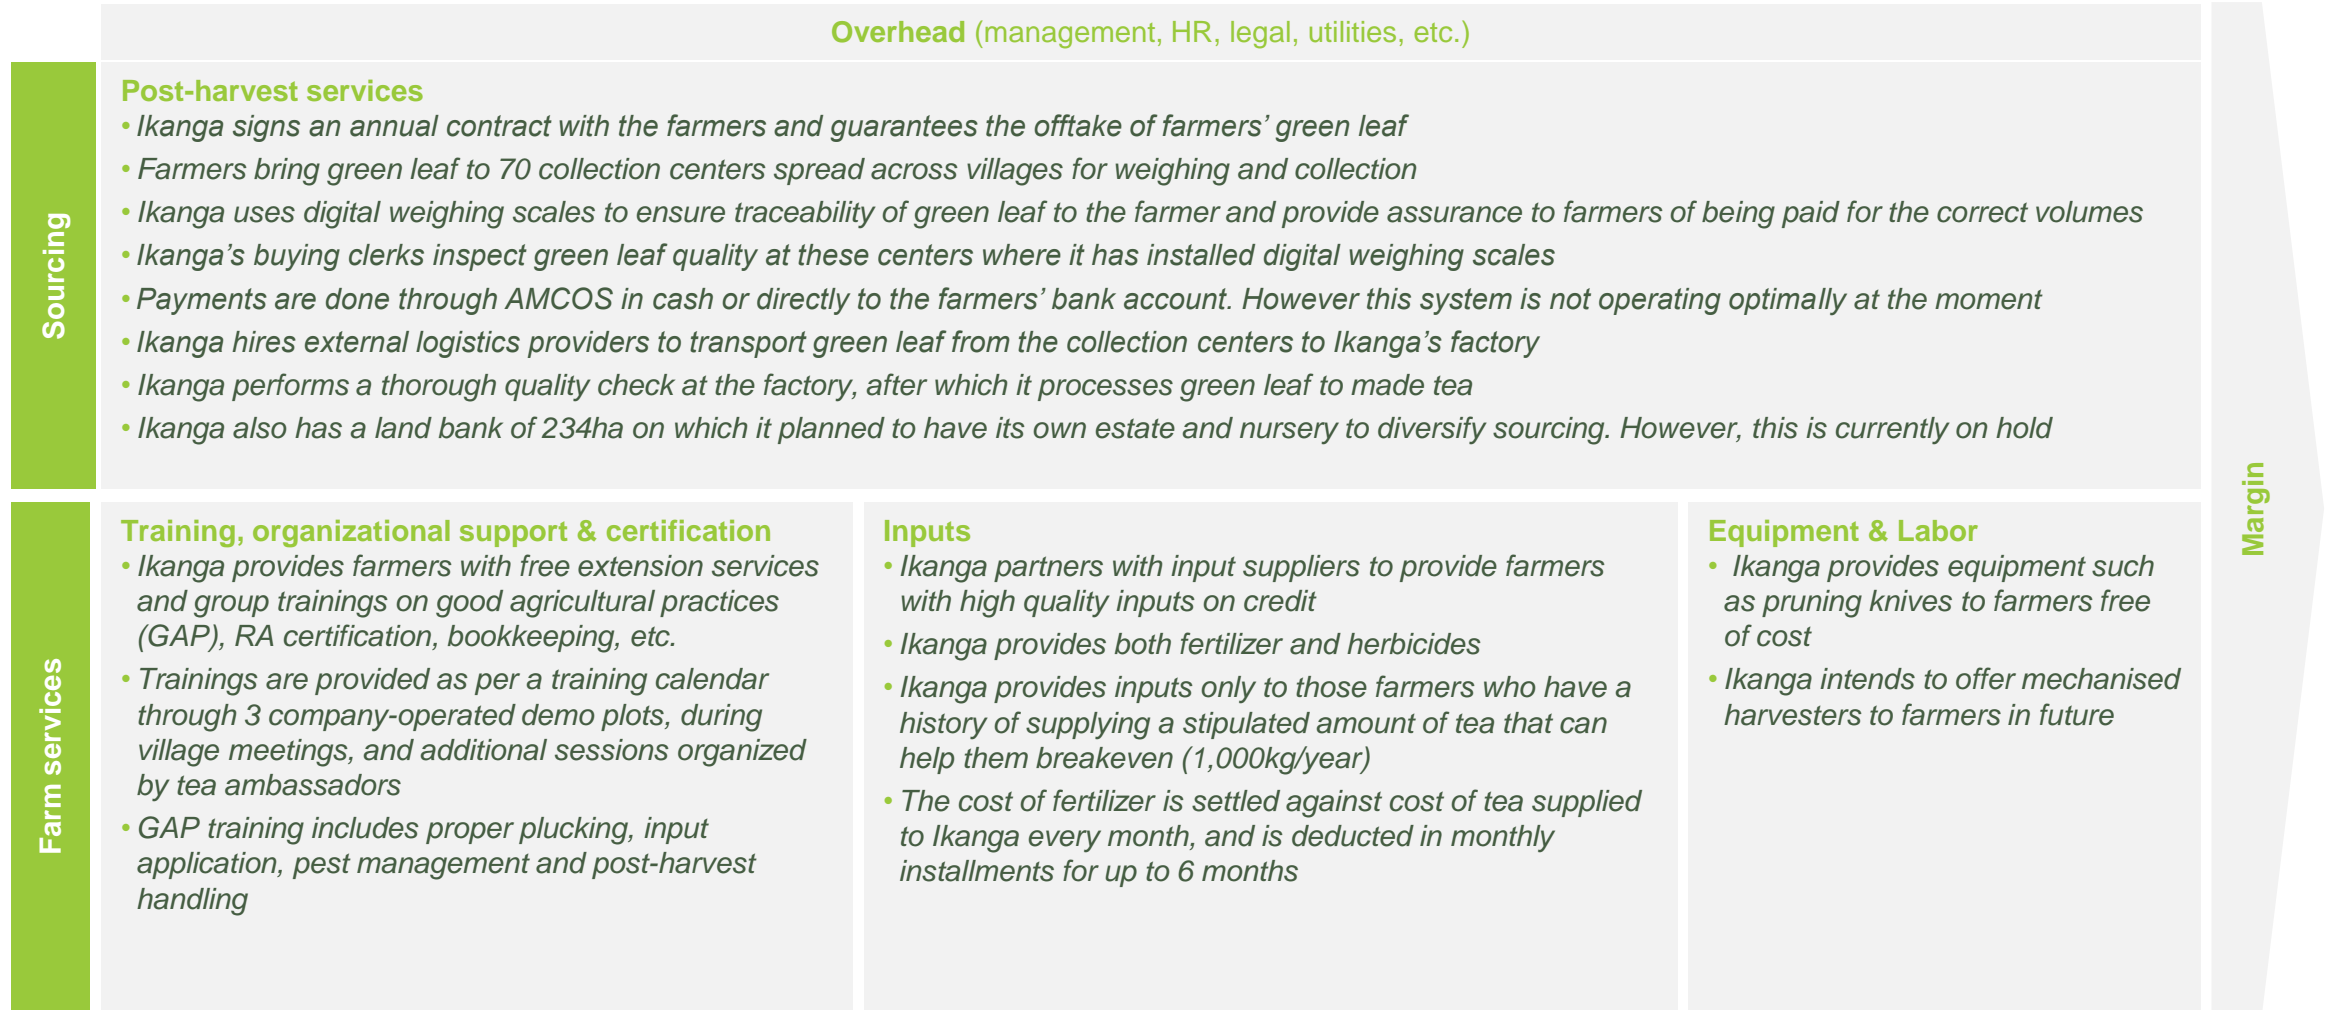 Overhead (management, HR, legal, utilities, etc.)
Sourcing
Post-harvest services
• Ikanga signs an annual contract with the farmers and guarantees the offtake of farmers’ green leaf
• Farmers bring green leaf to 70 collection centers spread across villages for weighing and collection
• Ikanga uses digital weighing scales to ensure traceability of green leaf to the farmer and provide assurance to farmers of being paid for the correct volumes
• Ikanga’s buying clerks inspect green leaf quality at these centers where it has installed digital weighing scales
• Payments are done through AMCOS in cash or directly to the farmers’ bank account. However this system is not operating optimally at the moment
• Ikanga hires external logistics providers to transport green leaf from the collection centers to Ikanga’s factory
• Ikanga performs a thorough quality check at the factory, after which it processes green leaf to made tea
• Ikanga also has a land bank of 234ha on which it planned to have its own estate and nursery to diversify sourcing. However, this is currently on hold
Farm services
Training, organizational support & certification
• Ikanga provides farmers with free extension services
and group trainings on good agricultural practices
(GAP), RA certification, bookkeeping, etc.
• Trainings are provided as per a training calendar
through 3 company-operated demo plots, during
village meetings, and additional sessions organized
by tea ambassadors
• GAP training includes proper plucking, input
application, pest management and post-harvest
handling
Inputs
• Ikanga partners with input suppliers to provide farmers
with high quality inputs on credit
• Ikanga provides both fertilizer and herbicides
• Ikanga provides inputs only to those farmers who have a
history of supplying a stipulated amount of tea that can
help them breakeven (1,000kg/year)
• The cost of fertilizer is settled against cost of tea supplied
to Ikanga every month, and is deducted in monthly
installments for up to 6 months
Equipment & Labor
• Ikanga provides equipment such
as pruning knives to farmers free
of cost
• Ikanga intends to offer mechanised
harvesters to farmers in future
Margin